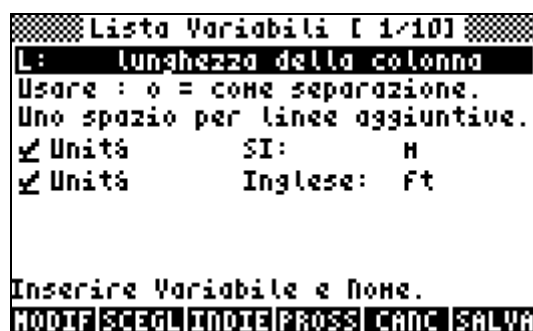 Lista Variabili [ 1/10]
L: lunghezza della colonna
Usare : o = come separazione.
Uno spazio per linee aggiuntive.
Unità SI: m
Unità Inglese: ft
Inserire Variabile e Nome.
MODIF SCEGL INDIE PROSS CANC SALVA